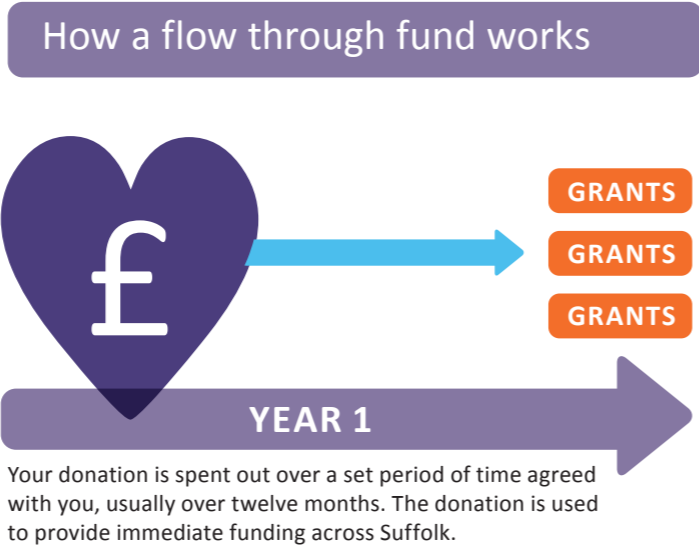 How a flow through fund works
£
GRANTS
GRANTS
GRANTS
YEAR 1
Your donation is spent out over a set period of time agreed
with you, usually over twelve months. The donation is used
to provide immediate funding across Suffolk.